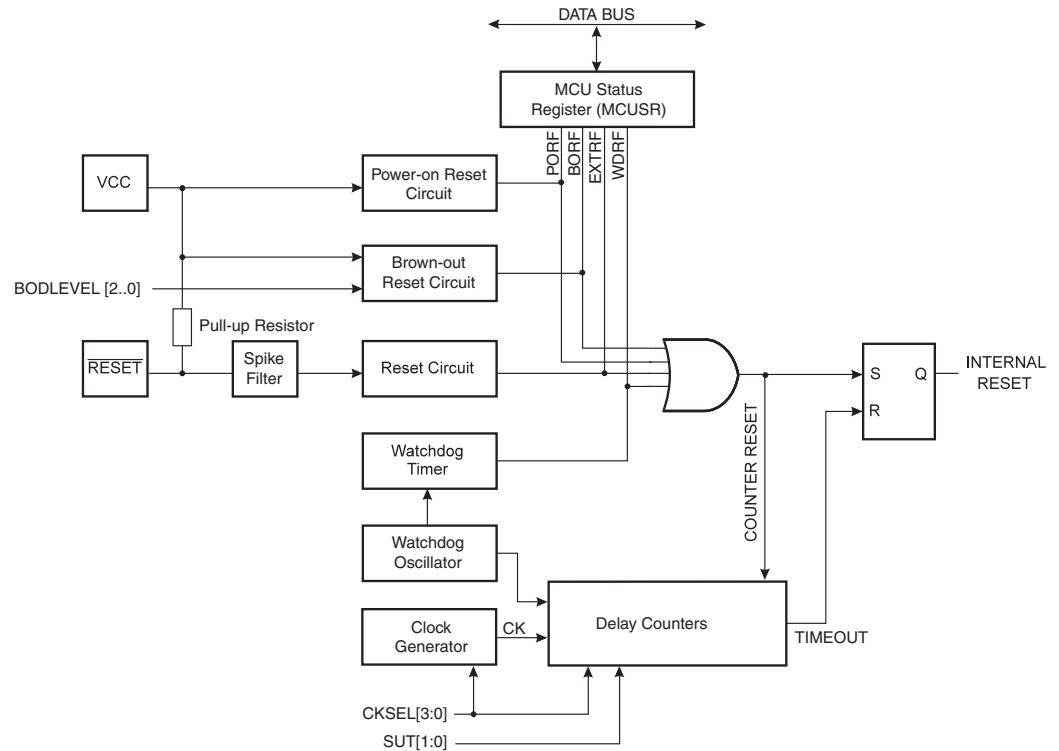 DATA BUS
MCU Status
Register (MCUSR)
PORF
BORF
EXTRF
WDRF
VCC
Power-on Reset
Circuit
Brown-out
Reset Circuit
BODLEVEL [2..0]
Pull-up Resistor
RESET
Spike
Filter
Reset Circuit
S
Q
R
INTERNAL
RESET
COUNTER RESET
Watchdog
Timer
Watchdog
Oscillator
Clock
Generator
CK
Delay Counters
TIMEOUT
CKSEL[3:0]
SUT[1:0]